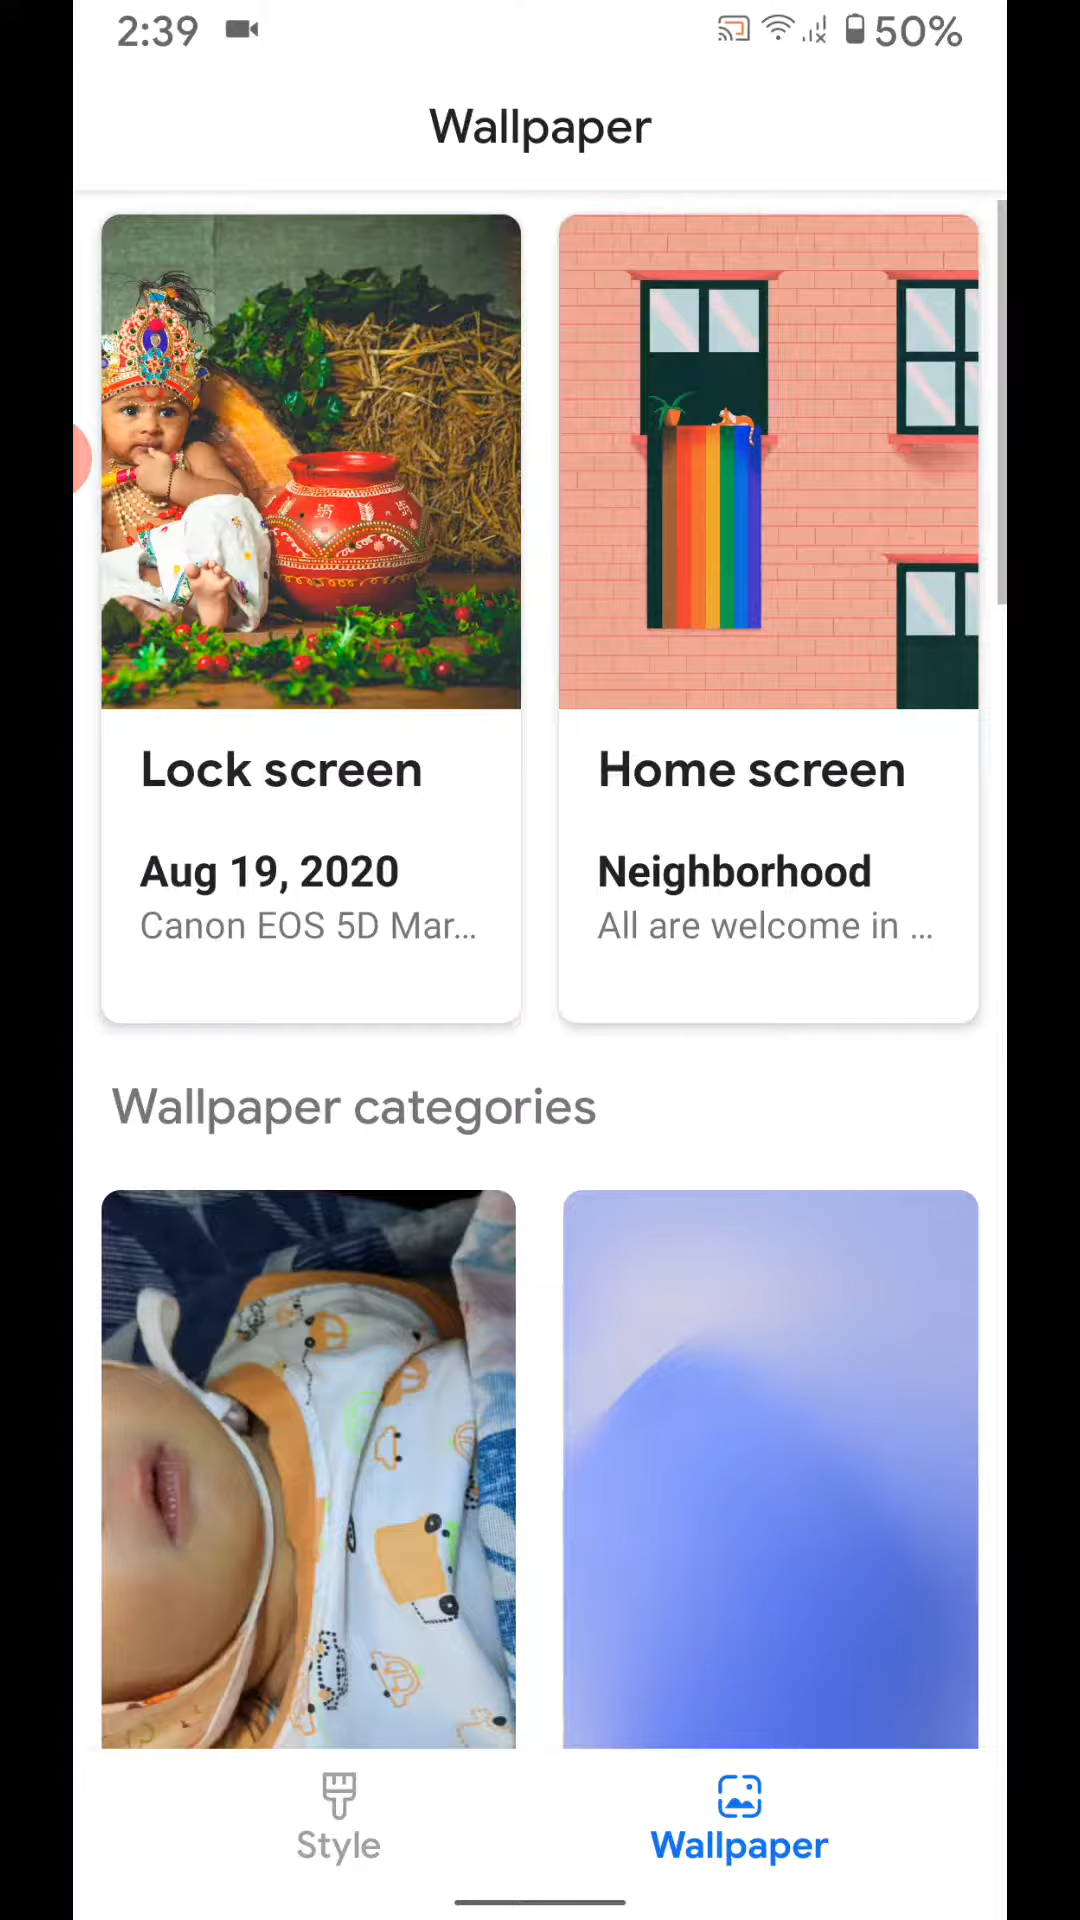 2:39
50%
Wallpaper
Lock screen
Home screen
Aug 19, 2020
Canon EOS 5D Mar...
Neighborhood
All are welcome in ...
Wallpaper categories
Style
Wallpaper